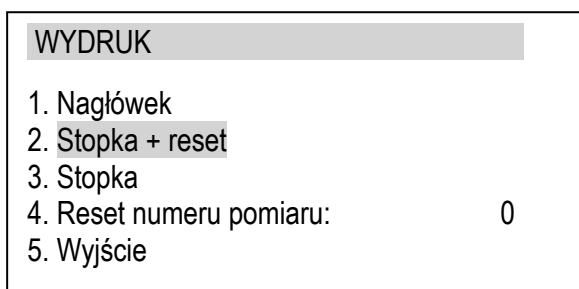 WYDRUK
1. Nagłówek
2. Stopka + reset
3. Stopka
4. Reset numeru pomiaru: 0
5. Wyjście